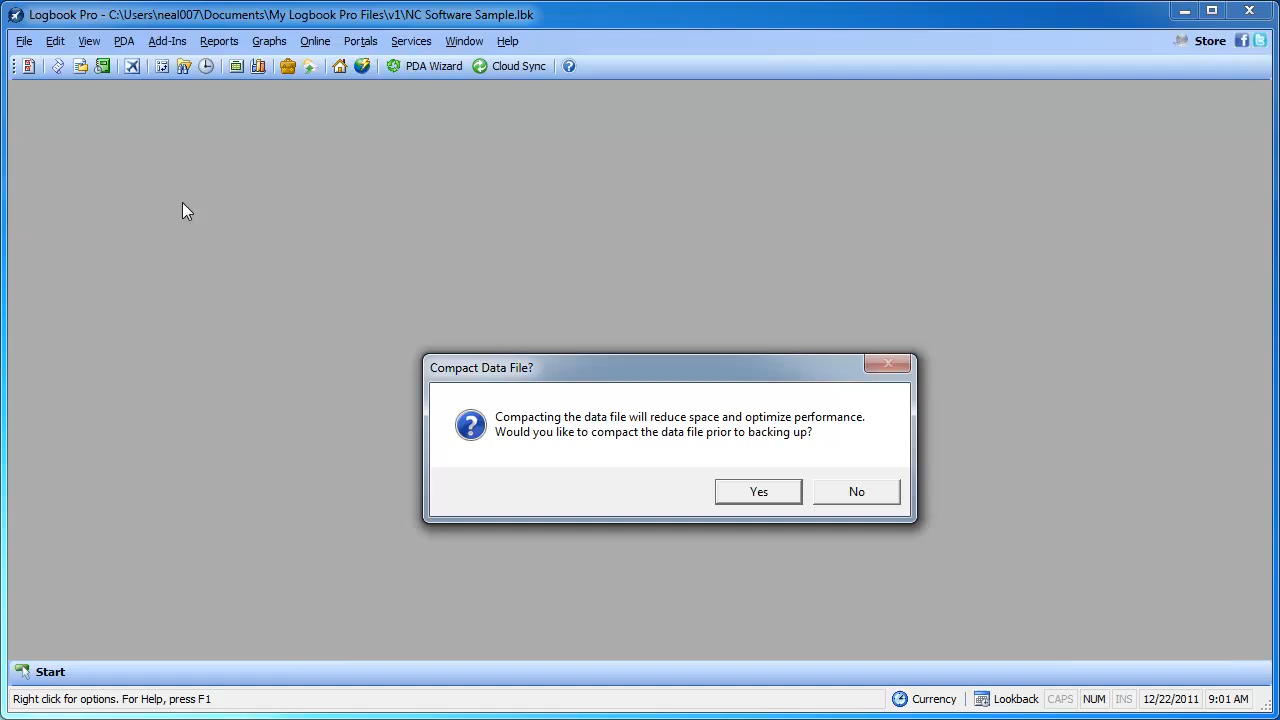 Logbook Pro - C:\Users\neal007\Documents\My Logbook Pro Files\v1\NC Software Sample.lbk
File Edit View PDA Add-Ins Reports Graphs Online Portals Services Window Help Store
PDA Wizard Cloud Sync
Compact Data File?
Compacting the data file will reduce space and optimize performance.
Would you like to compact the data file prior to backing up?
Yes No
Start
Right click for options. For Help, press F1 Currency Lookback CAPS NUM INS 12/22/2011 9:01 AM